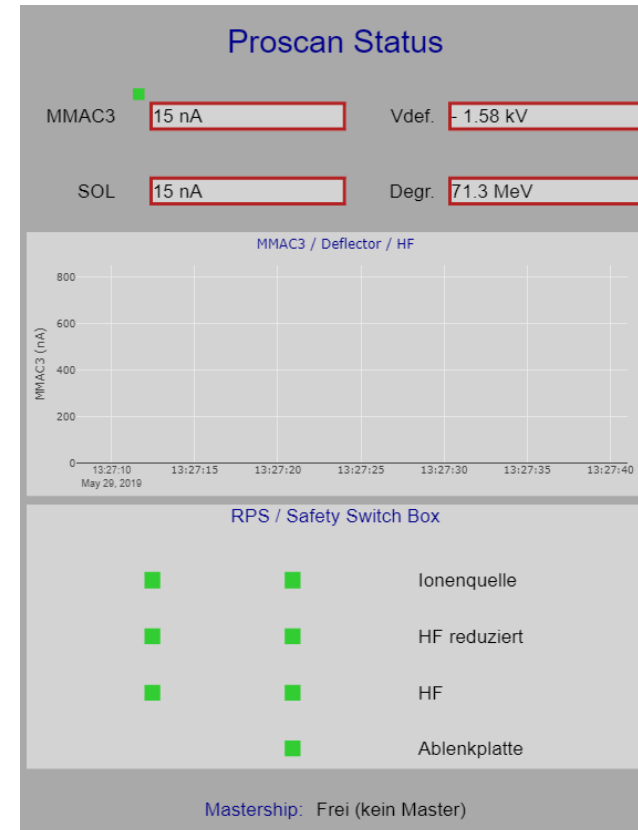 Proscan Status
MMAC3 15 nA Vdef. - 1.58 kV
SOL 15 nA Degr. 71.3 MeV
MMAC3 / Deflector / HF
MMAC3 (nA)
800
600
400
200
0
13:27:10 13:27:15 13:27:20 13:27:25 13:27:30 13:27:35 13:27:40
May 29, 2019
RPS / Safety Switch Box
Ionenquelle
HF reduziert
HF
Ablenkplatte
Mastership: Frei (kein Master)